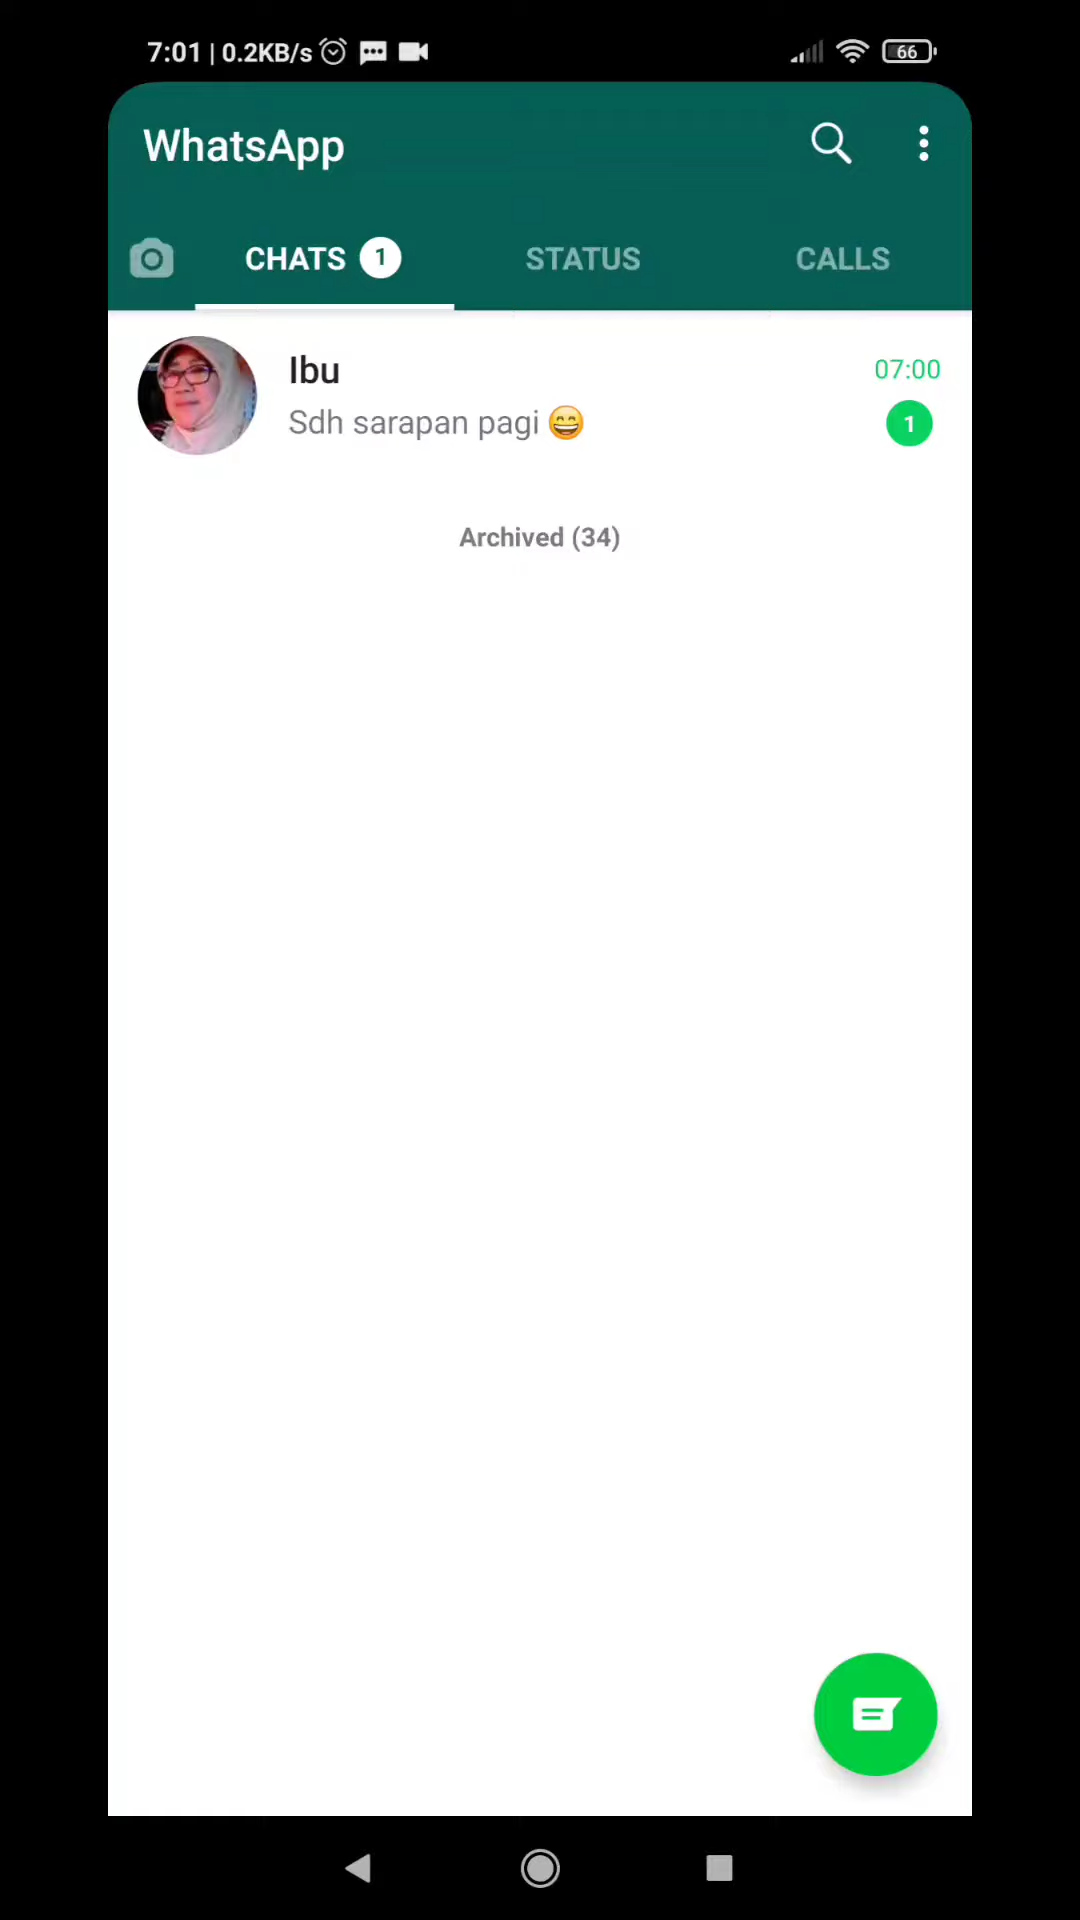 7:01 | 0.2KB/s 66
WhatsApp
CHATS 1 STATUS CALLS
Ibu 07:00
Sdh sarapan pagi 😄 1
Archived (34)